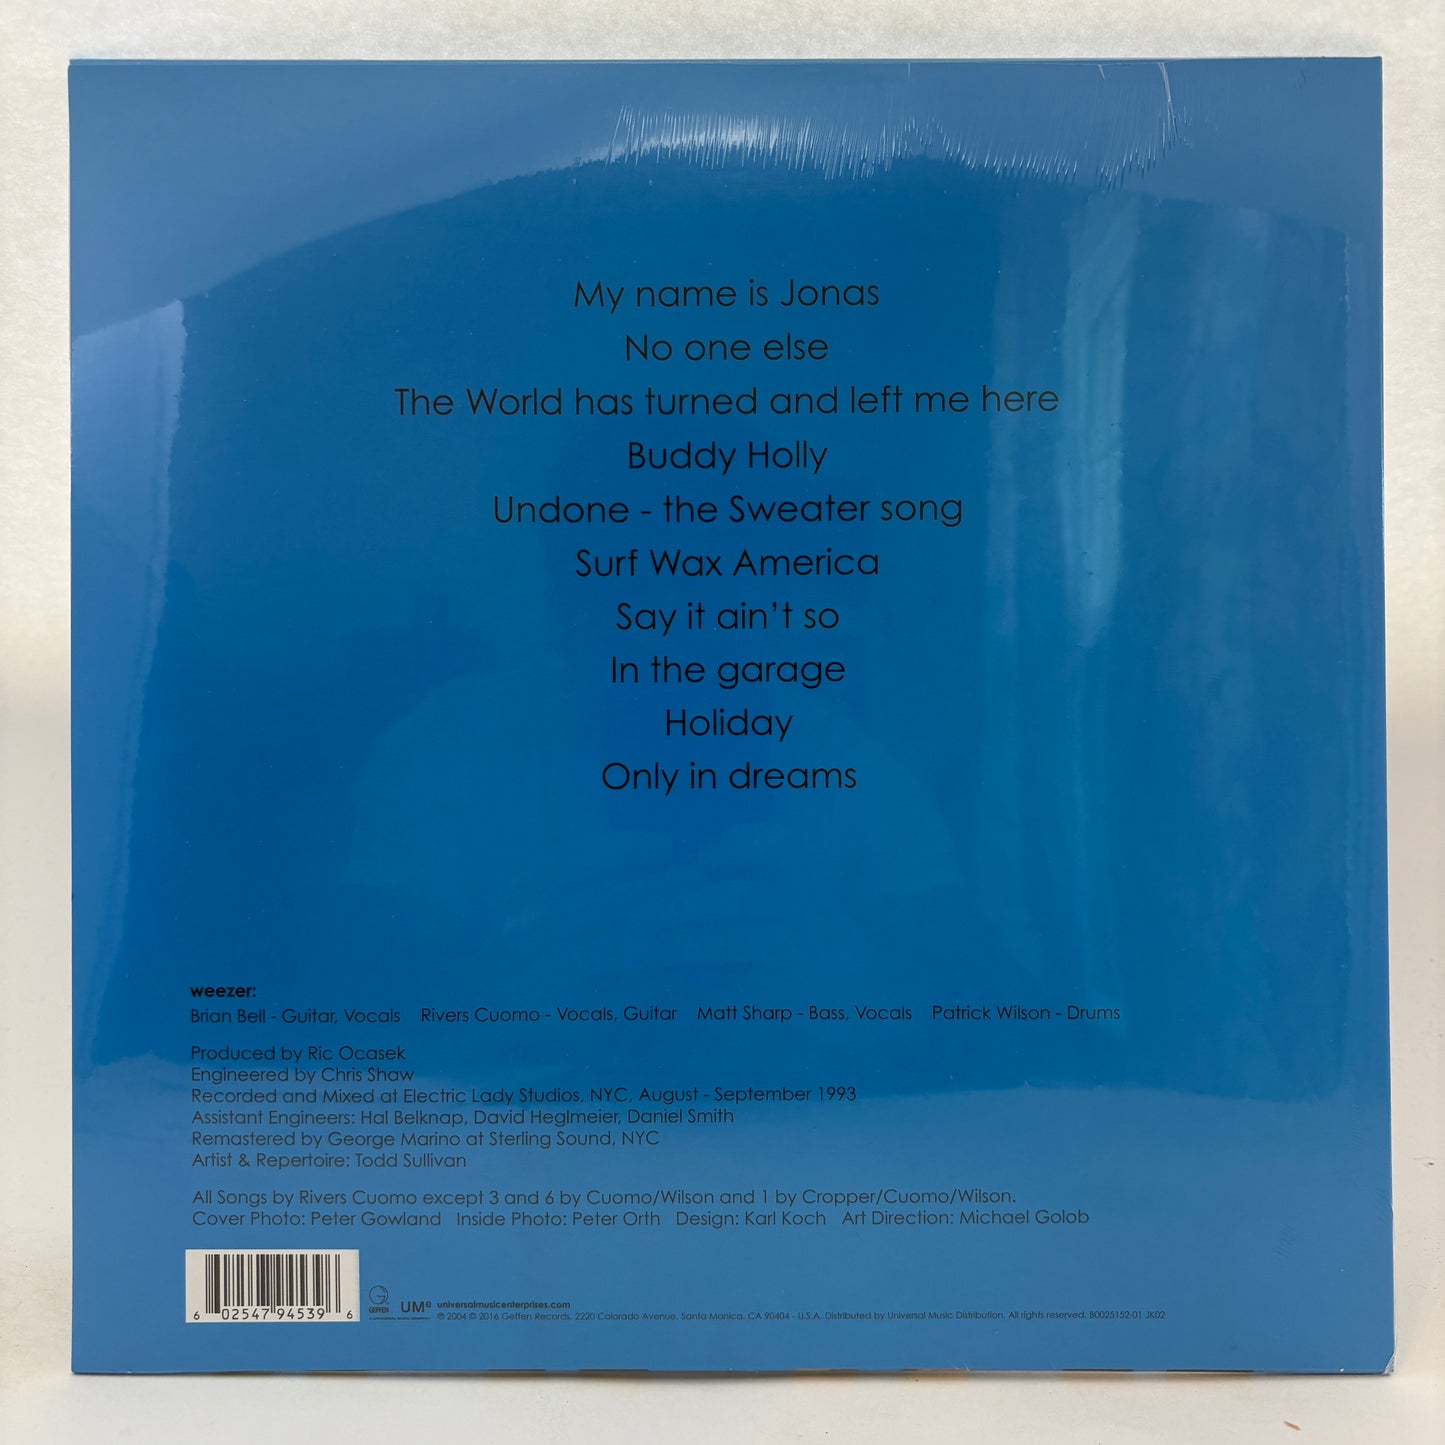 My name is Jonas
No one else
The World has turned and left me here
Buddy Holly
Undone - the Sweater song
Surf Wax America
Say it ain't so
In the garage
Holiday
Only in dreams
weezer:
Brian Bell - Guitar, Vocals Rivers Cuomo - Vocals, Guitar Matt Sharp - Bass, Vocals Patrick Wilson - Drums
Produced by Ric Ocasek
Engineered by Chris Shaw
Recorded and Mixed at Electric Lady Studios, NYC, August - September 1993
Assistant Engineers: Hal Belknap, David Heglmeier, Daniel Smith
Remastered by George Marino at Sterling Sound, NYC
Artist & Repertoire: Todd Sullivan
All Songs by Rivers Cuomo except 3 and 6 by Cuomo/Wilson and 1 by Cropper/Cuomo/Wilson.
Cover Photo: Peter Gowland Inside Photo: Peter Orth Design: Karl Koch Art Direction: Michael Golob
6 02547 94539 6
GEFFEN
A UNIVERSAL MUSIC COMPANY
UMe universalmusicenterprises.com
℗ 2004 © 2016 Geffen Records, 2220 Colorado Avenue, Santa Monica, CA 90404 - U.S.A. Distributed by Universal Music Distribution. All rights reserved. B0025152-01 JK02